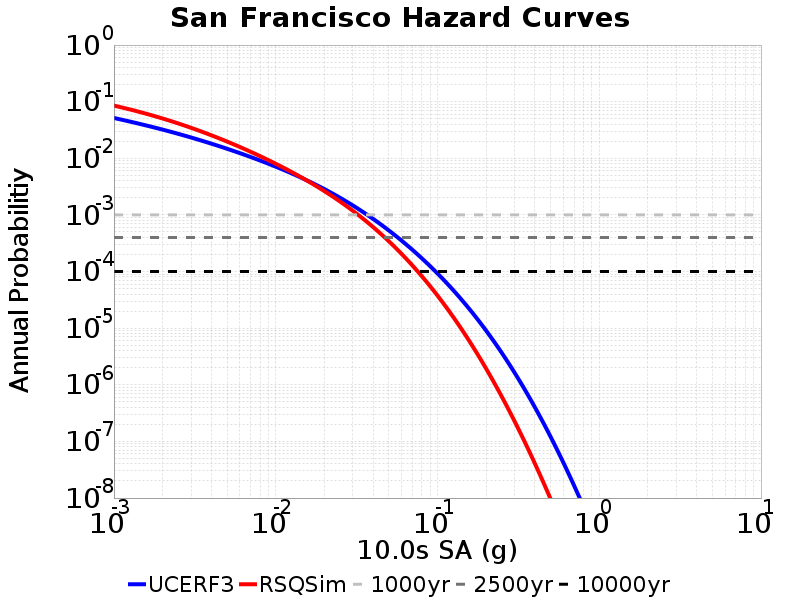 San Francisco Hazard Curves
10^0
10^-1
10^-2
10^-3
10^-4
10^-5
10^-6
10^-7
10^-8
Annual Probabilitiy
10^-3 10^-2 10^-1 10^0 10^1
10.0s SA (g)
UCERF3 RSQSim 1000yr 2500yr 10000yr